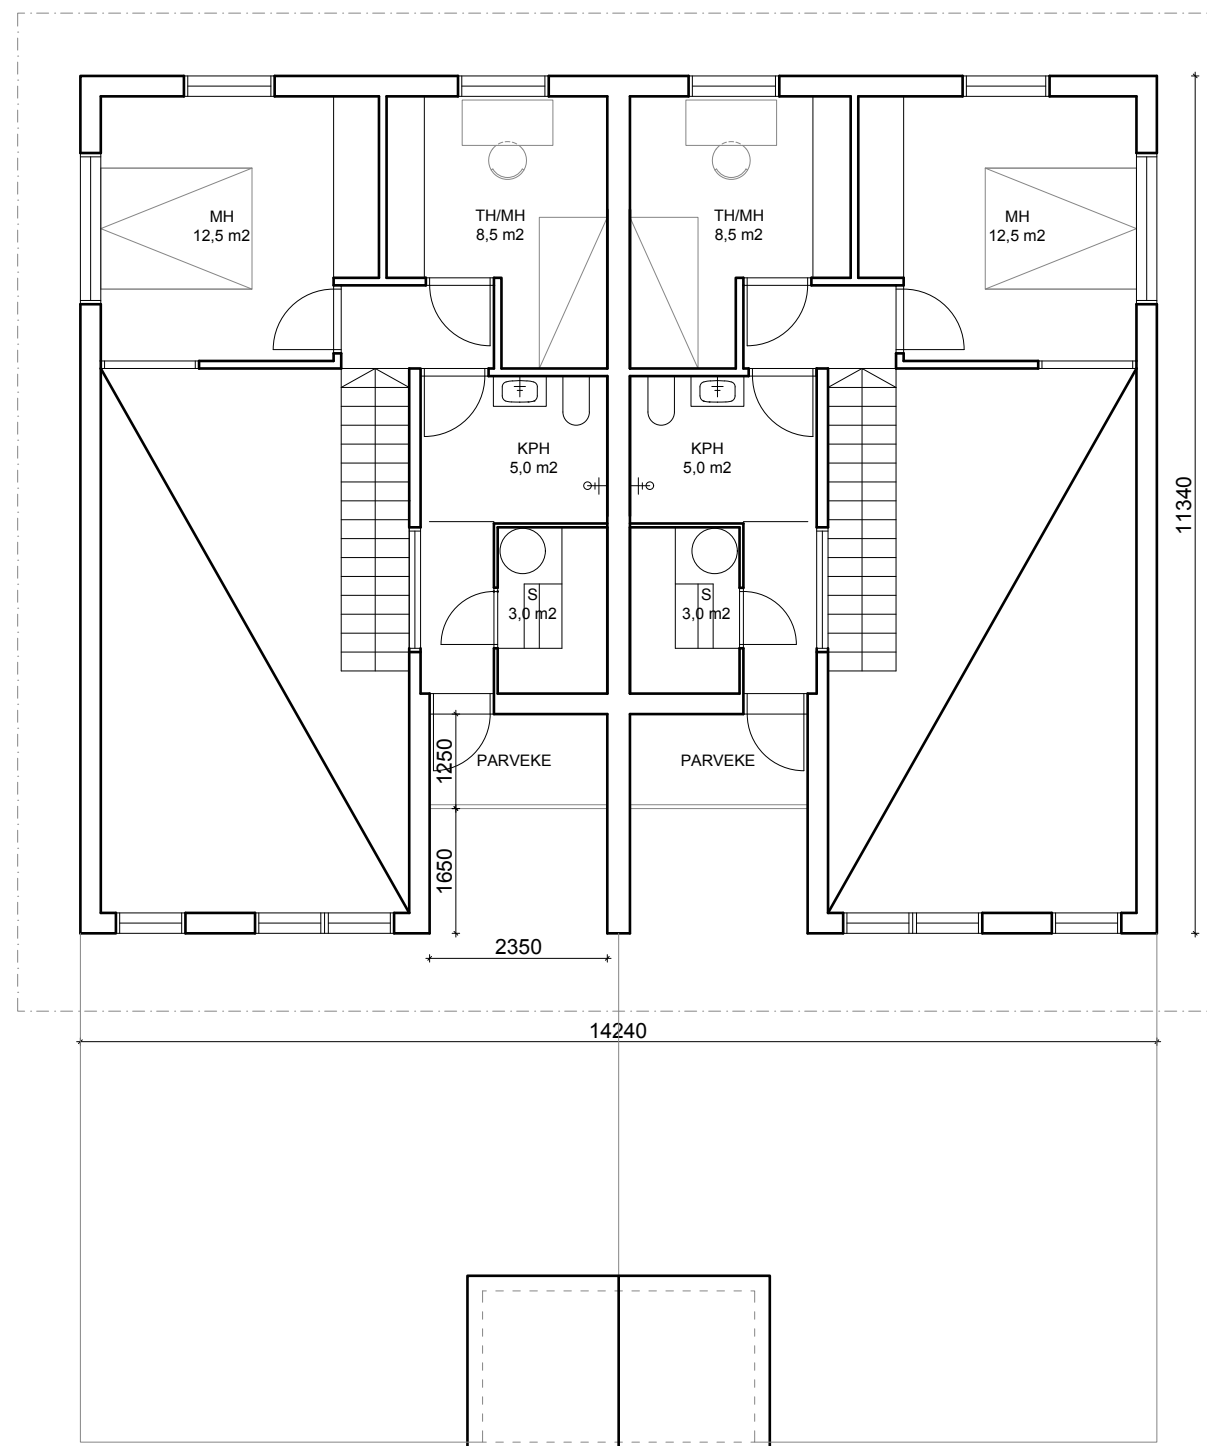 MH
12,5 m2
TH/MH
8,5 m2
TH/MH
8,5 m2
MH
12,5 m2
KPH
5,0 m2
KPH
5,0 m2
11340
S
3,0 m2
S
3,0 m2
1250
PARVEKE
PARVEKE
1650
2350
14240